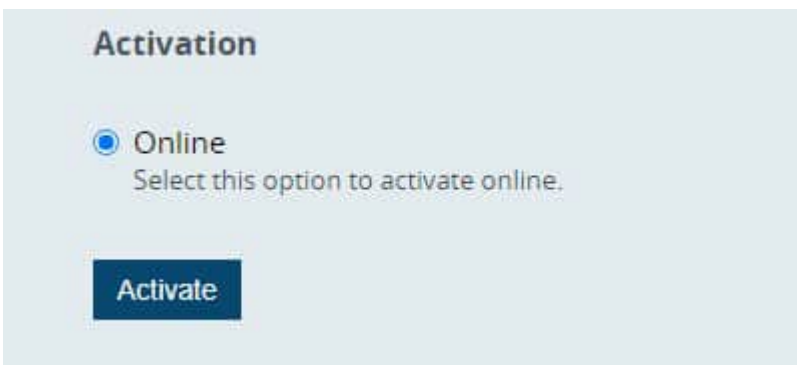 Activation
Online
Select this option to activate online.
Activate